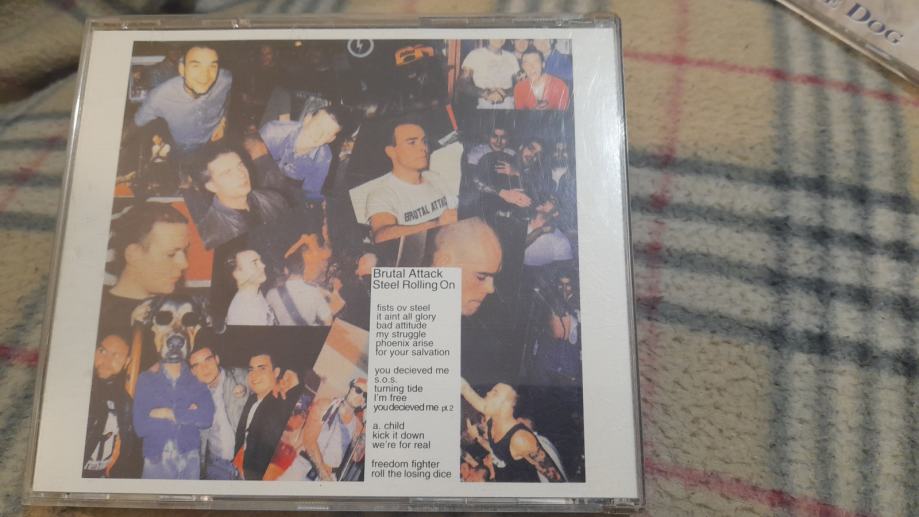 DOG
BRUTAL ATTACK
Brutal Attack
Steel Rolling On
fists ov steel
it aint all glory
bad attitude
my struggle
phoenix arise
for your salvation
you decieved me
s.o.s.
turning tide
I'm free
you decieved me pt.2
a. child
kick it down
we're for real
freedom fighter
roll the losing dice